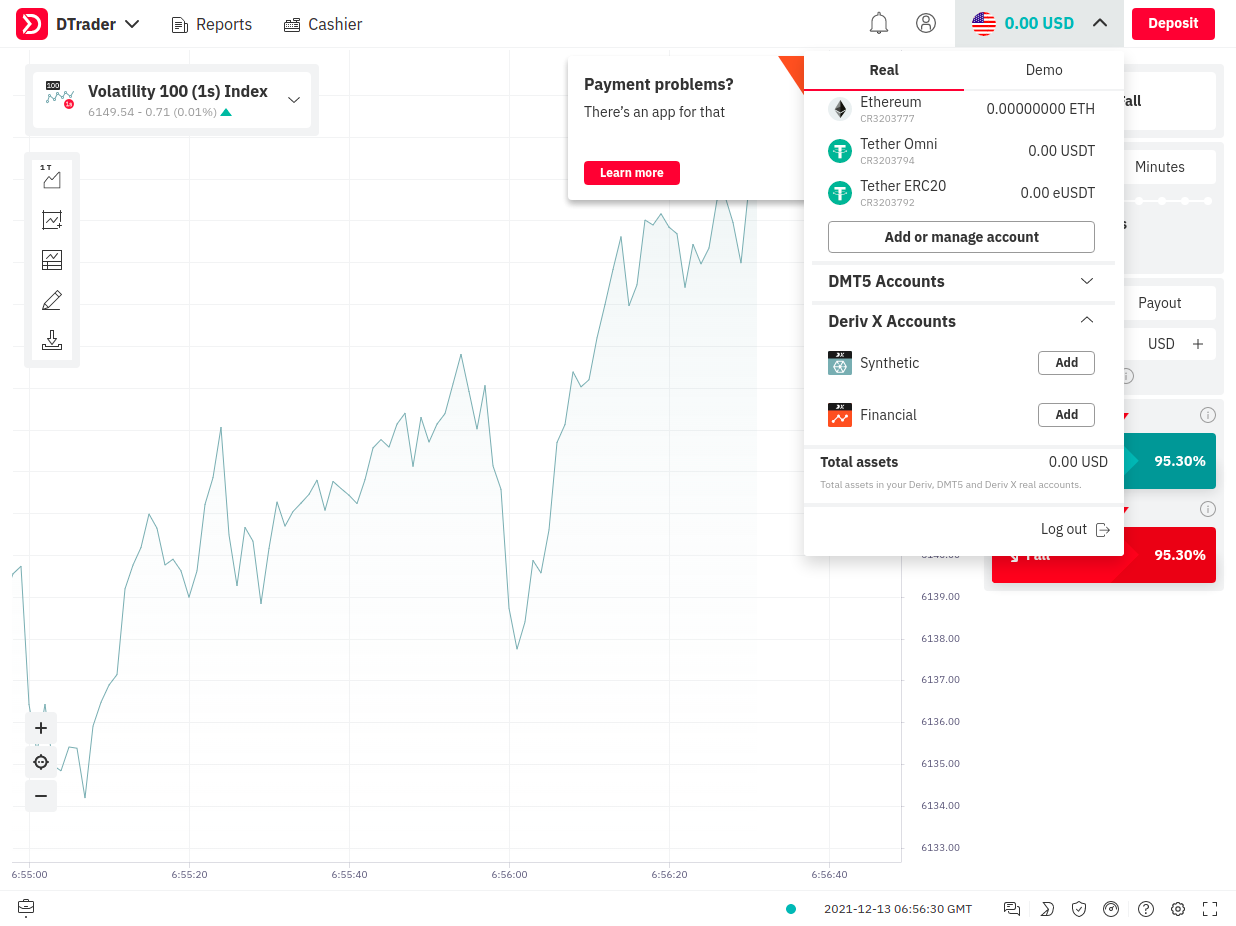 DTrader
Reports
Cashier
0.00 USD
Deposit
100
1s
Volatility 100 (1s) Index
6149.54 - 0.71 (0.01%)
1 T
Payment problems?
There's an app for that
Learn more
Real
Demo
Ethereum
CR3203777
0.00000000 ETH
Tether Omni
CR3203794
0.00 USDT
Tether ERC20
CR3203792
0.00 eUSDT
Add or manage account
DMT5 Accounts
Deriv X Accounts
Synthetic
Add
Financial
Add
Total assets
0.00 USD
Total assets in your Deriv, DMT5 and Deriv X real accounts.
Log out
Minutes
Payout
USD +
95.30%
95.30%
6139.00
6138.00
6137.00
6136.00
6135.00
6134.00
6133.00
+
−
6:55:00
6:55:20
6:55:40
6:56:00
6:56:20
6:56:40
2021-12-13 06:56:30 GMT